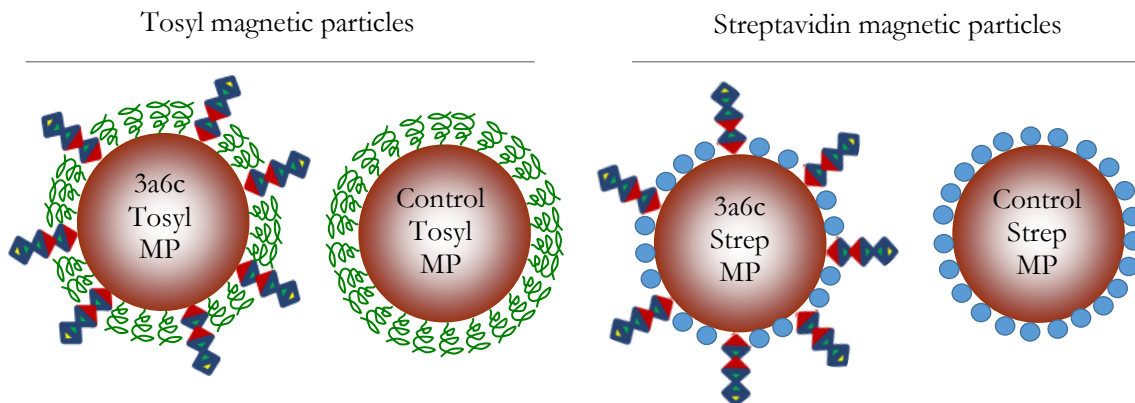 Tosyl magnetic particles
Streptavidin magnetic particles
3a6c
Tosyl
MP
Control
Tosyl
MP
3a6c
Strep
MP
Control
Strep
MP